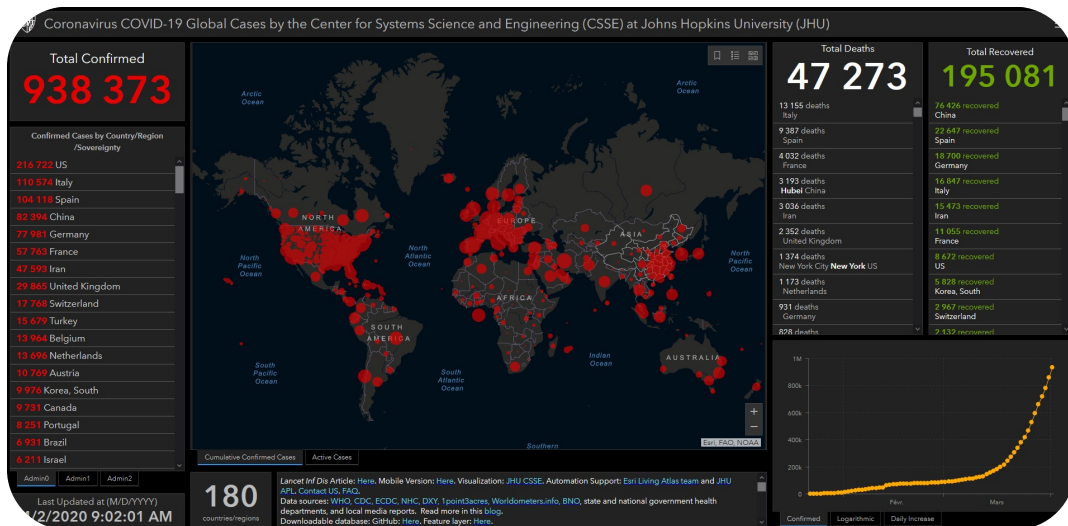 Coronavirus COVID-19 Global Cases by the Center for Systems Science and Engineering (CSSE) at Johns Hopkins University (JHU)
Total Confirmed
938 373
Confirmed Cases by Country/Region
/Sovereignty
216 722 US
110 574 Italy
104 118 Spain
82 394 China
77 981 Germany
57 763 France
47 593 Iran
29 865 United Kingdom
17 768 Switzerland
15 679 Turkey
13 964 Belgium
13 696 Netherlands
10 769 Austria
9 976 Korea, South
9 731 Canada
8 251 Portugal
6 931 Brazil
6 211 Israel
Admin0 Admin1 Admin2
Last Updated at (M/D/YYYY)
4/2/2020 9:02:01 AM
Arctic
Ocean
Arctic
Ocean
NORTH
AMERICA
EUROPE
ASIA
North
Pacific
Ocean
North
Atlantic
Ocean
North
Pacific
Ocean
AFRICA
SOUTH
AMERICA
Indian
Ocean
AUSTRALIA
South
Pacific
Ocean
South
Atlantic
Ocean
Southern
+
−
Esri, FAO, NOAA
Cumulative Confirmed Cases Active Cases
180
countries/regions
Lancet Inf Dis Article: Here. Mobile Version: Here. Visualization: JHU CSSE. Automation Support: Esri Living Atlas team and JHU
APL. Contact US. FAQ.
Data sources: WHO, CDC, ECDC, NHC, DXY, 1point3acres, Worldometers.info, BNO, state and national government health
departments, and local media reports. Read more in this blog.
Downloadable database: GitHub: Here. Feature layer: Here.
Total Deaths
47 273
13 155 deaths
Italy
9 387 deaths
Spain
4 032 deaths
France
3 193 deaths
Hubei China
3 036 deaths
Iran
2 352 deaths
United Kingdom
1 374 deaths
New York City New York US
1 173 deaths
Netherlands
931 deaths
Germany
828 deaths
Total Recovered
195 081
76 426 recovered
China
22 647 recovered
Spain
18 700 recovered
Germany
16 847 recovered
Italy
15 473 recovered
Iran
11 055 recovered
France
8 672 recovered
US
5 828 recovered
Korea, South
2 967 recovered
Switzerland
2 132 recovered
1M
800k
600k
400k
200k
0
Févr. Mars
Confirmed Logarithmic Daily Increase